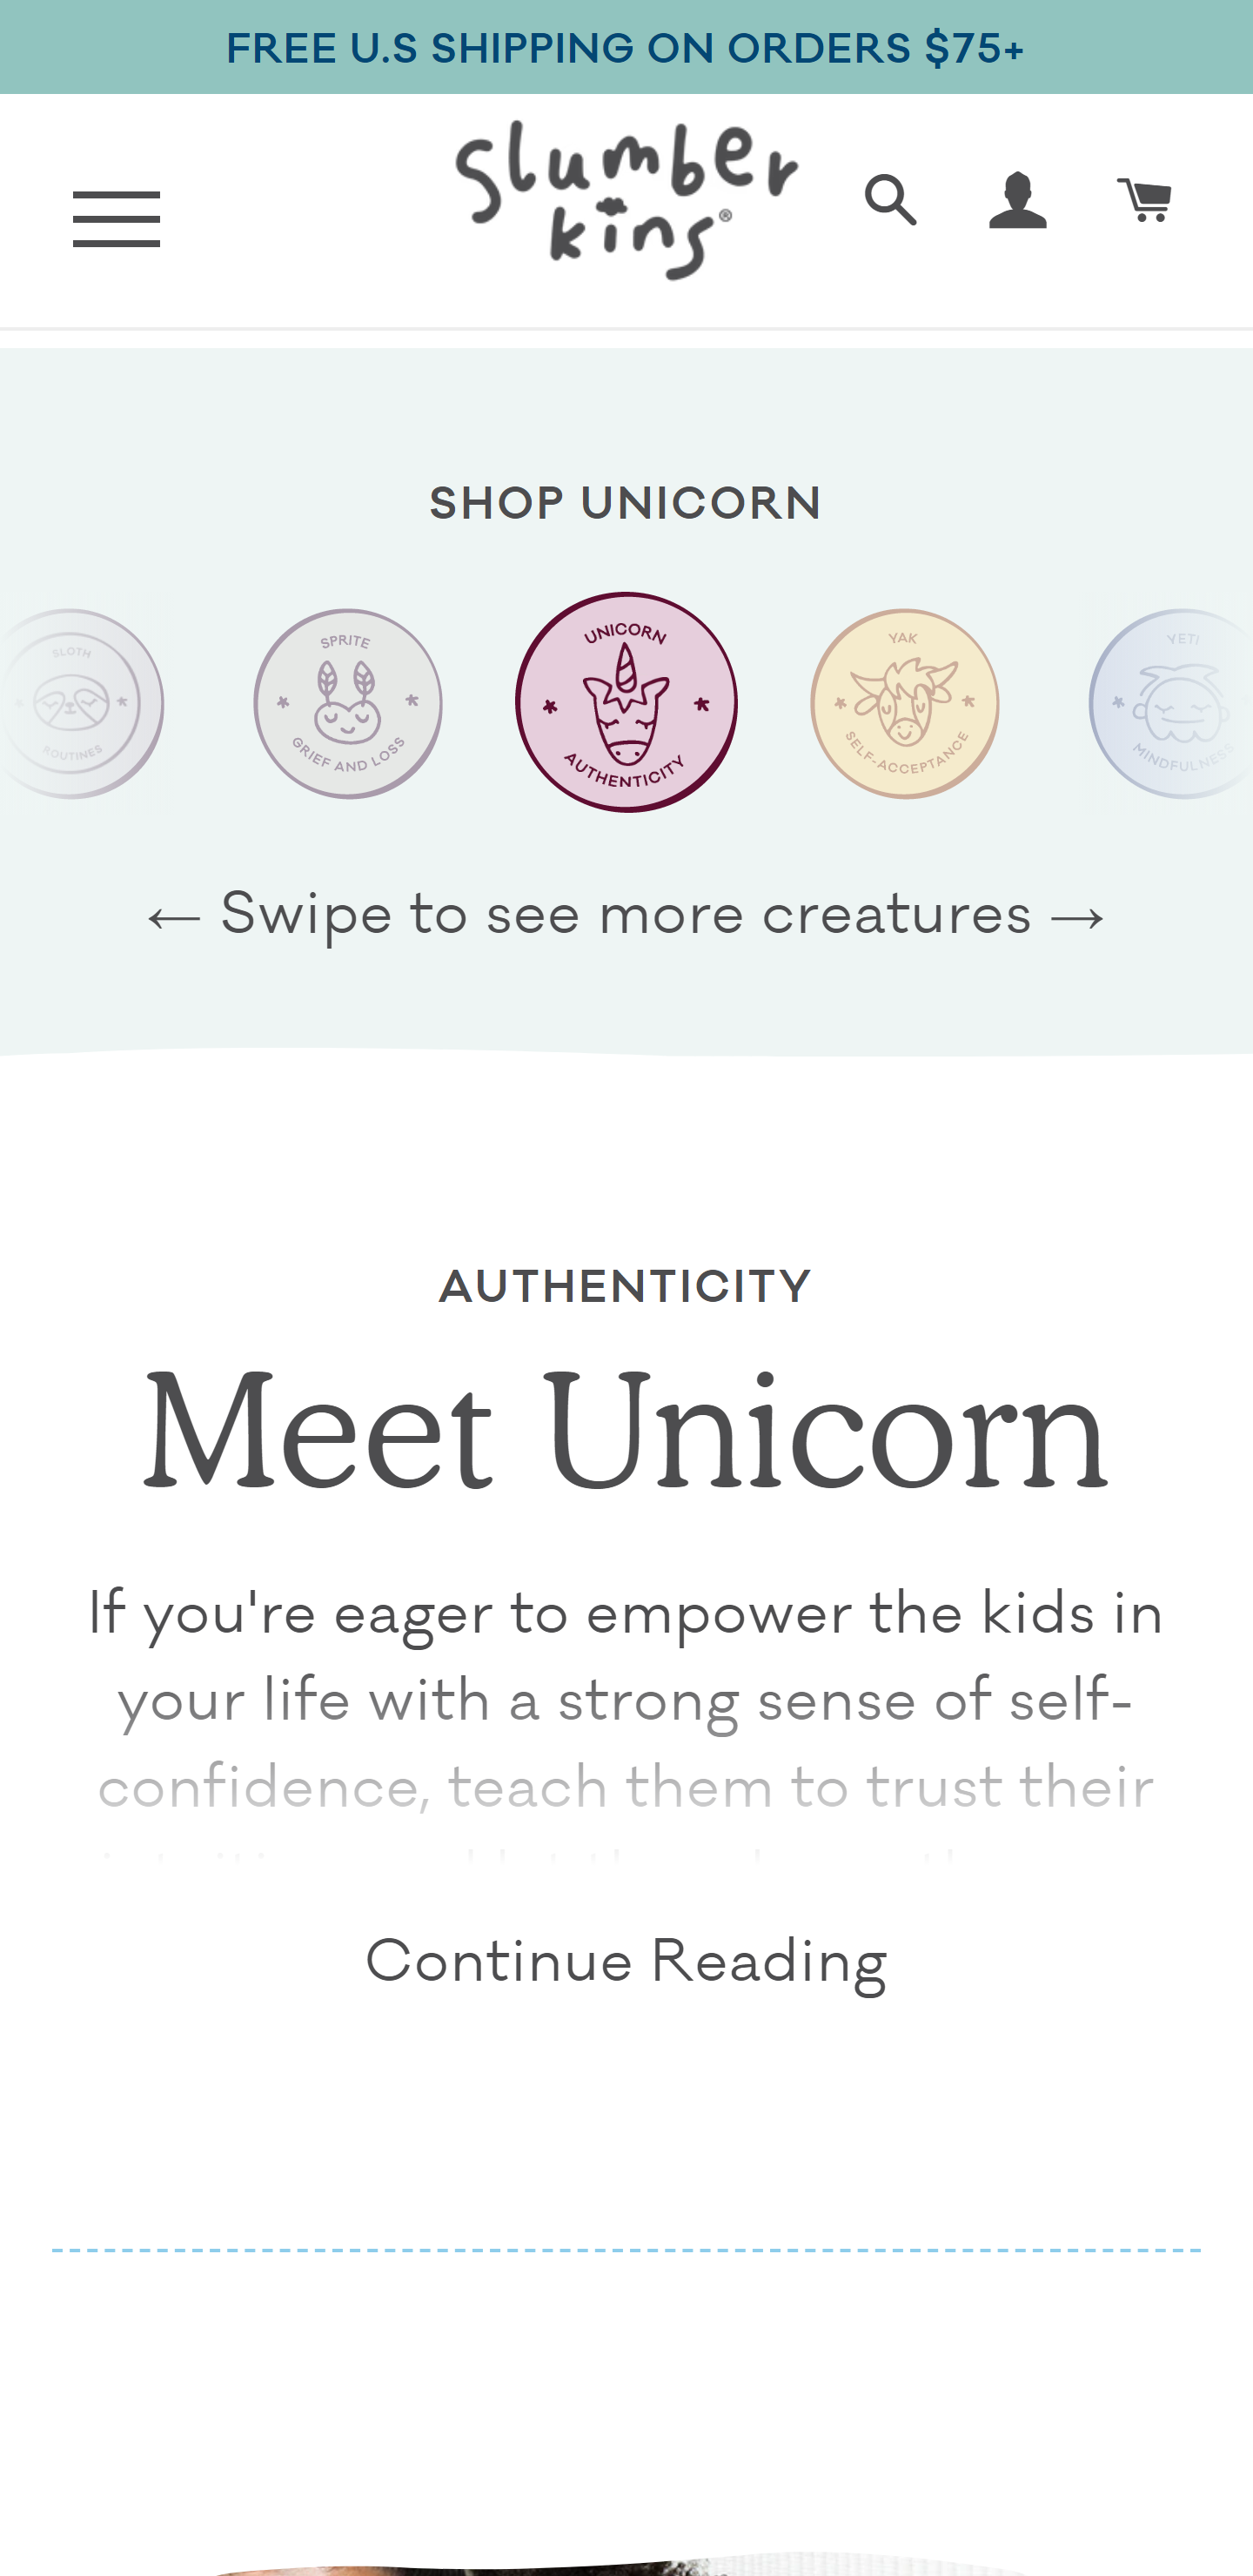 FREE U.S SHIPPING ON ORDERS $75+
slumber
kins®
SHOP UNICORN
SLOTH
ROUTINES
SPRITE
GRIEF AND LOSS
UNICORN
AUTHENTICITY
YAK
SELF-ACCEPTANCE
YETI
MINDFULNESS
← Swipe to see more creatures →
AUTHENTICITY
Meet Unicorn
If you're eager to empower the kids in
your life with a strong sense of self-
confidence, teach them to trust their
Continue Reading